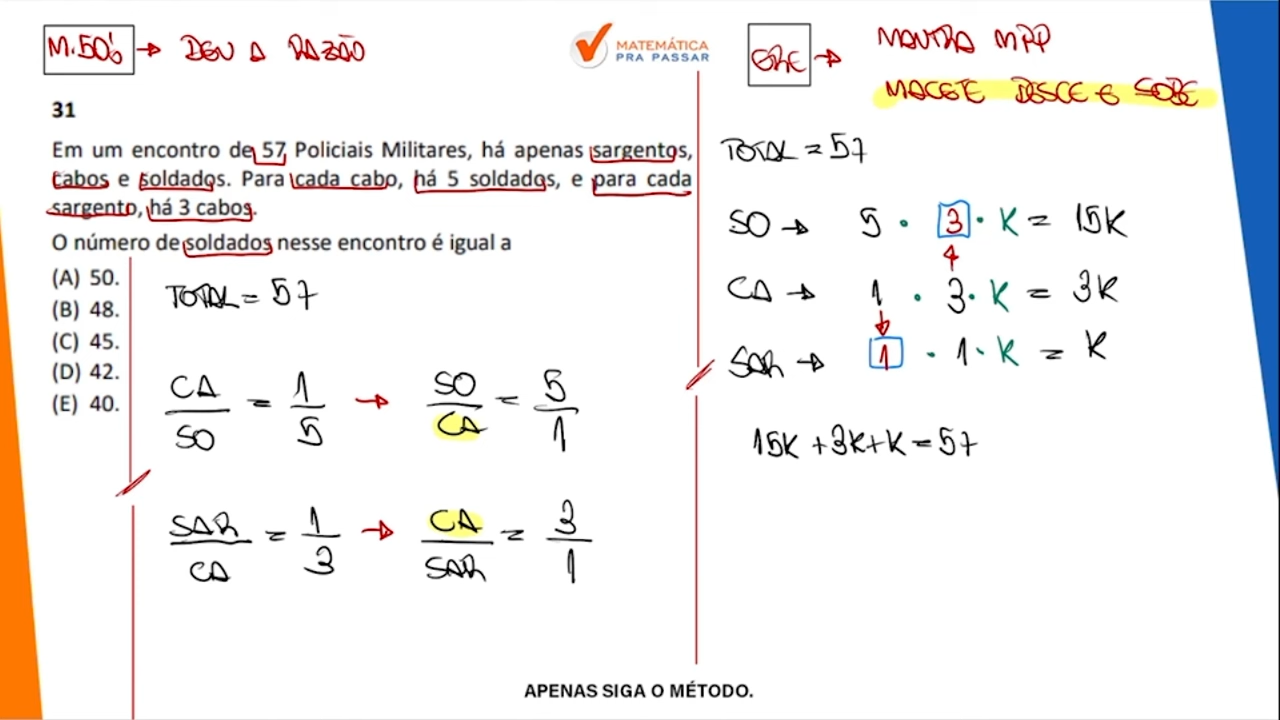 M.50's → DEU A RAZÃO
MATEMÁTICA
PRA PASSAR
GRE → MANTRA MPP
MACETE DESCE E SOBE
31
Em um encontro de 57 Policiais Militares, há apenas sargentos,
cabos e soldados. Para cada cabo, há 5 soldados, e para cada
sargento, há 3 cabos.
O número de soldados nesse encontro é igual a
(A) 50.
(B) 48.
(C) 45.
(D) 42.
(E) 40.
TOTAL = 57
CA/SO = 1/5 → SO/CA = 5/1
SAR/CA = 1/3 → CA/SAR = 3/1
TOTAL = 57
SO → 5 · 3 · K = 15K
CA → 1 · 3 · K = 3K
SAR → 1 · 1 · K = K
15K + 3K + K = 57
APENAS SIGA O MÉTODO.